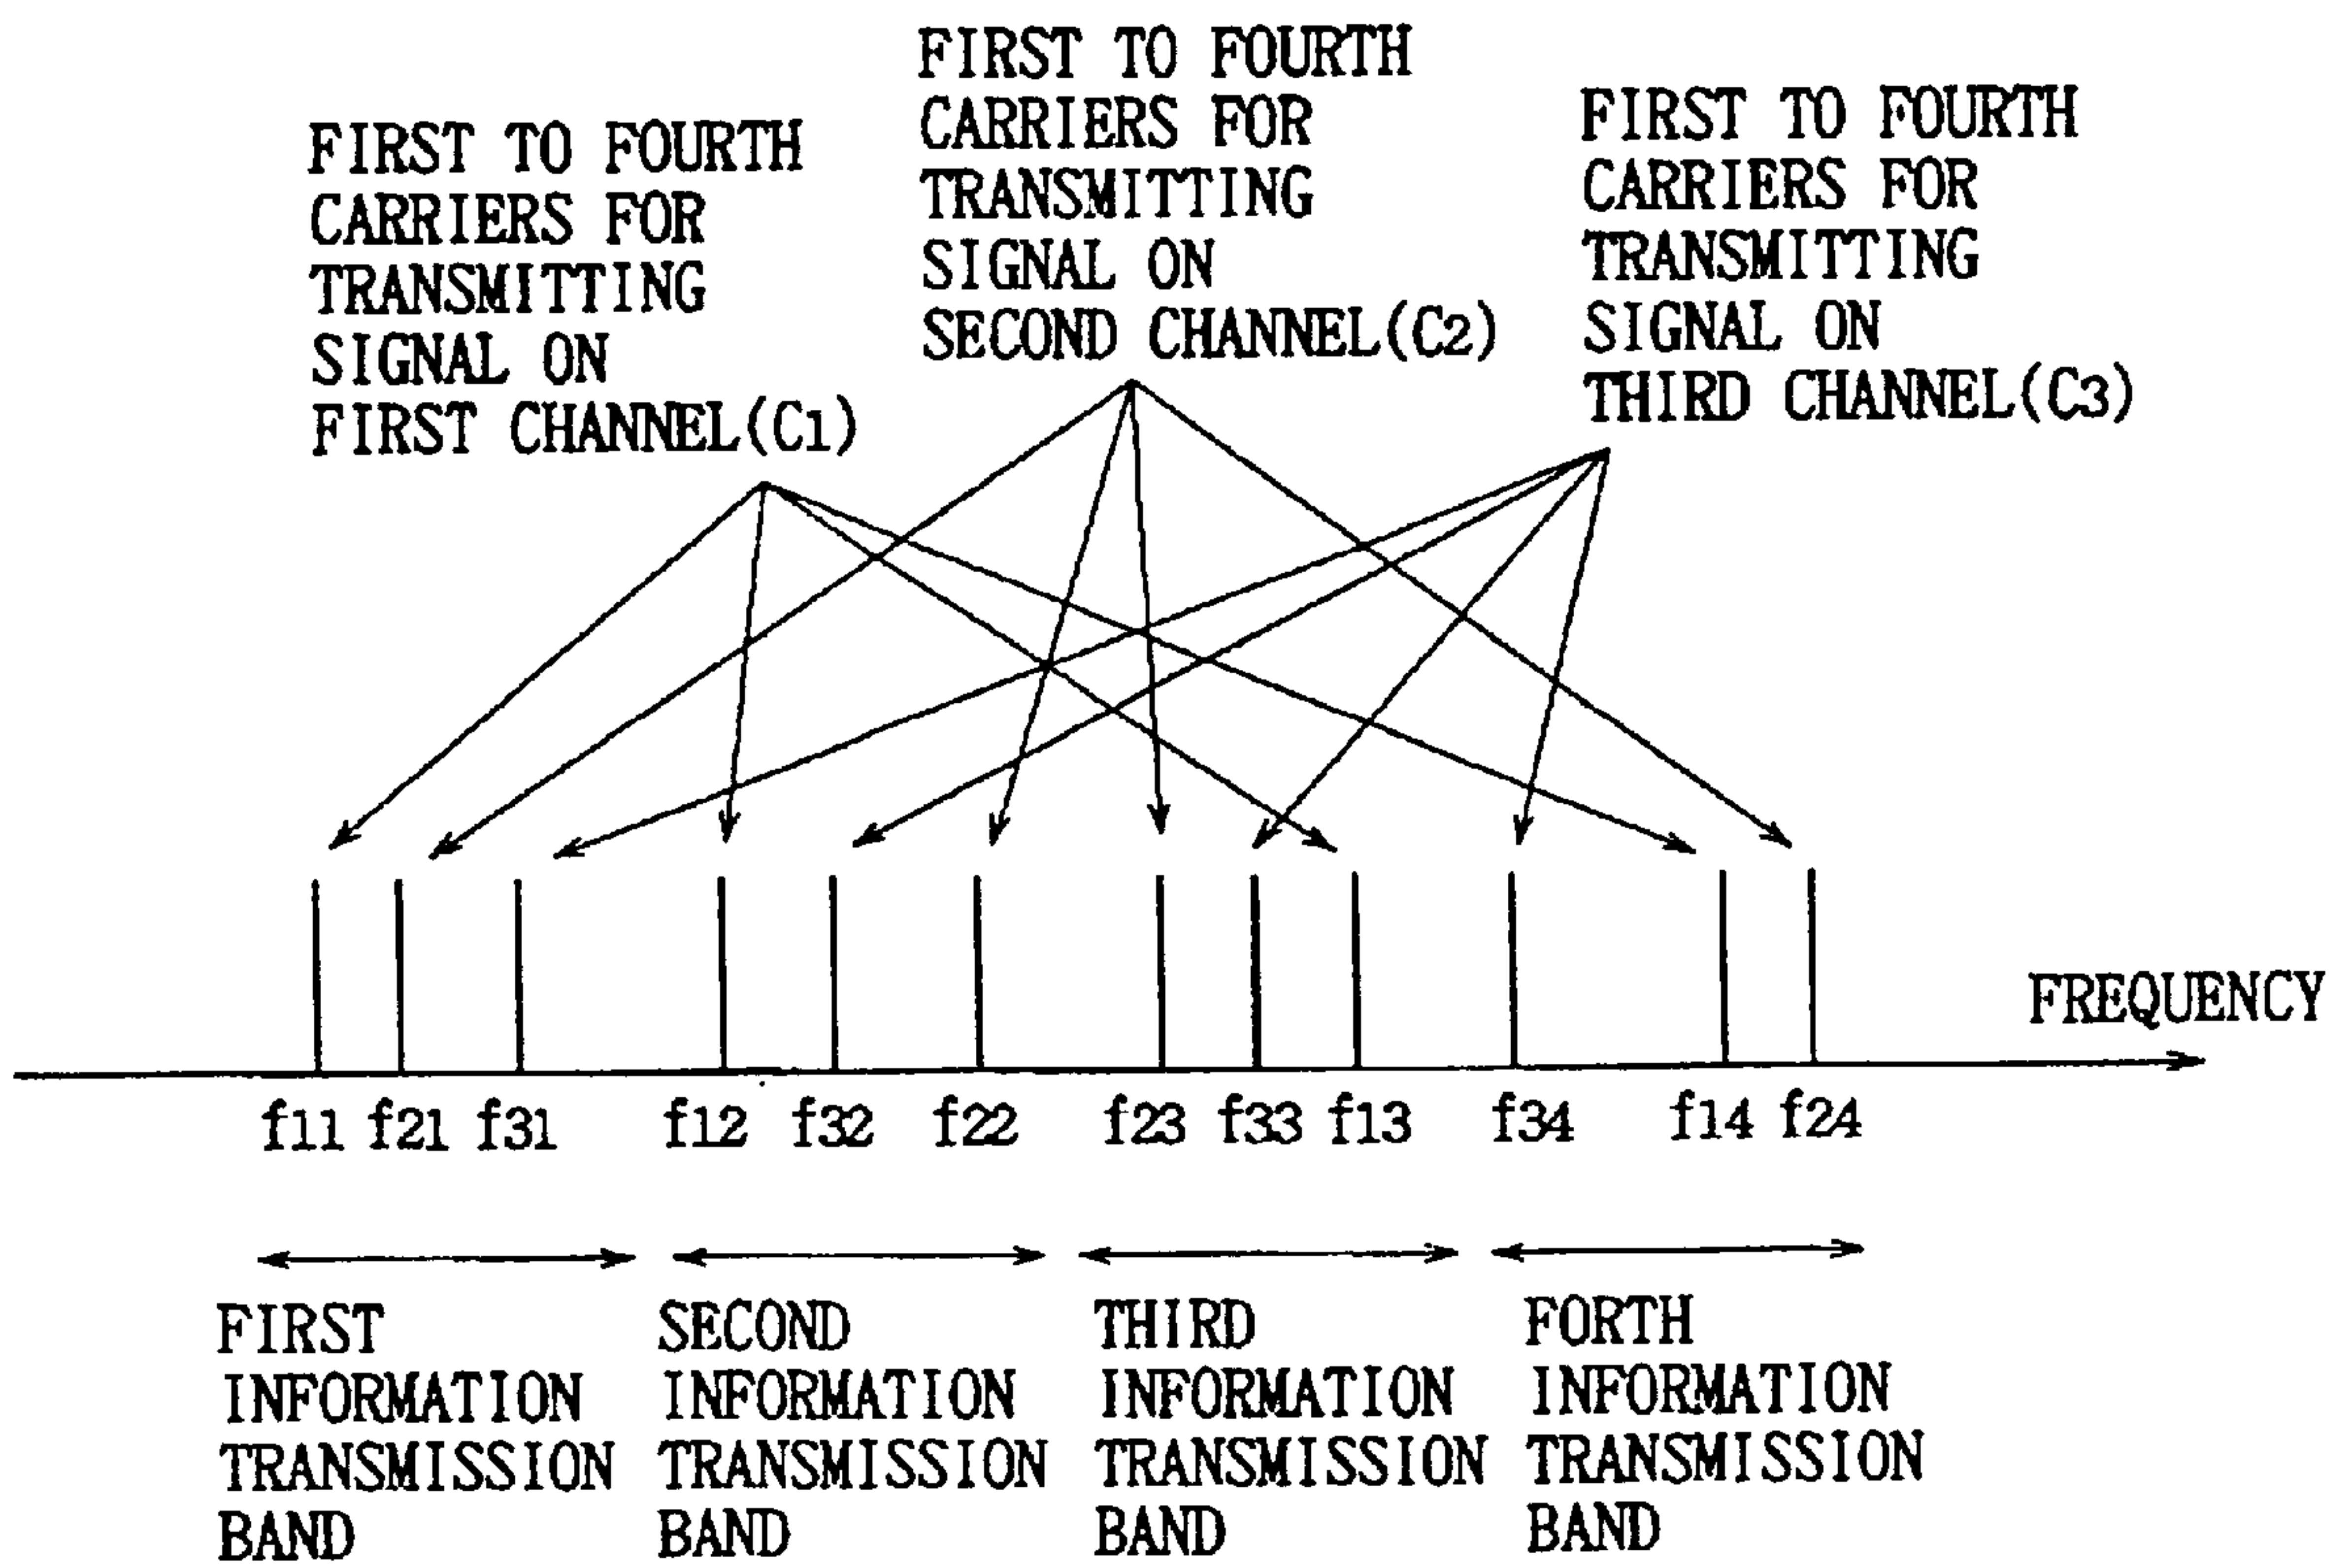 FIRST TO FOURTH
CARRIERS FOR
TRANSMITTING
SIGNAL ON
FIRST CHANNEL(C1)
FIRST TO FOURTH
CARRIERS FOR
TRANSMITTING
SIGNAL ON
SECOND CHANNEL(C2)
FIRST TO FOURTH
CARRIERS FOR
TRANSMITTING
SIGNAL ON
THIRD CHANNEL(C3)
FREQUENCY
f11 f21 f31 f12 f32 f22 f23 f33 f13 f34 f14 f24
FIRST
INFORMATION
TRANSMISSION
BAND
SECOND
INFORMATION
TRANSMISSION
BAND
THIRD
INFORMATION
TRANSMISSION
BAND
FORTH
INFORMATION
TRANSMISSION
BAND